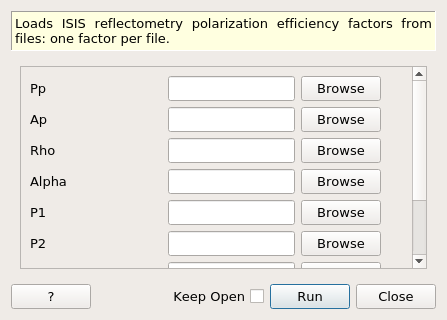 Loads ISIS reflectometry polarization efficiency factors from
files: one factor per file.
Pp Browse
Ap Browse
Rho Browse
Alpha Browse
P1 Browse
P2 Browse
? Keep Open Run Close